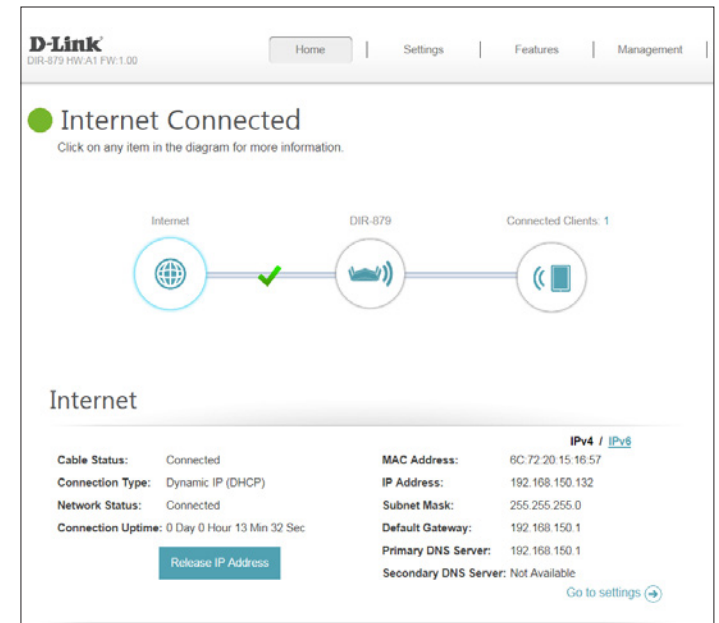 D-Link
DIR-879 HW:A1 FW:1.00
Home | Settings | Features | Management |
Internet Connected
Click on any item in the diagram for more information.
Internet
DIR-879
Connected Clients: 1
Internet
IPv4 / IPv6
Cable Status: Connected
Connection Type: Dynamic IP (DHCP)
Network Status: Connected
Connection Uptime: 0 Day 0 Hour 13 Min 32 Sec
Release IP Address
MAC Address: 6C:72:20:15:16:57
IP Address: 192.168.150.132
Subnet Mask: 255.255.255.0
Default Gateway: 192.168.150.1
Primary DNS Server: 192.168.150.1
Secondary DNS Server: Not Available
Go to settings